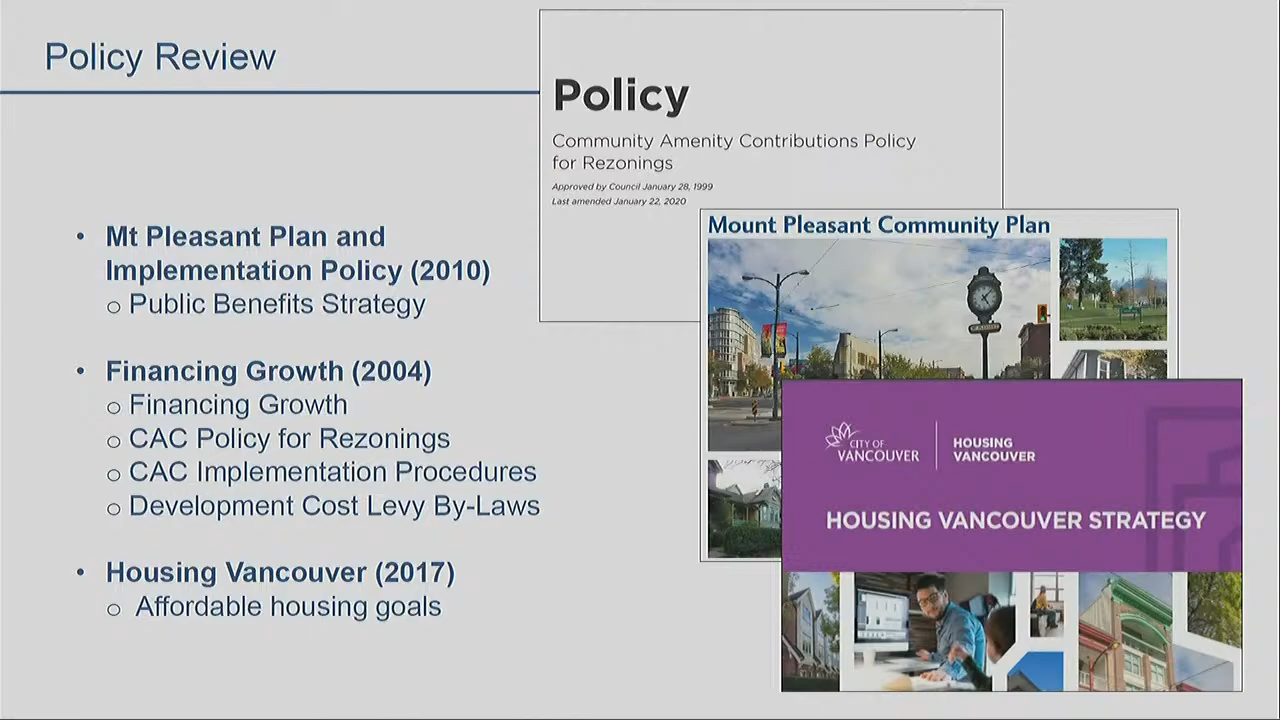 Policy Review
Policy
Community Amenity Contributions Policy
for Rezonings
Approved by Council January 28, 1999
Last amended January 22, 2020
Mount Pleasant Community Plan
• Mt Pleasant Plan and
Implementation Policy (2010)
o Public Benefits Strategy
• Financing Growth (2004)
o Financing Growth
o CAC Policy for Rezonings
o CAC Implementation Procedures
o Development Cost Levy By-Laws
• Housing Vancouver (2017)
o Affordable housing goals
CITY OF
VANCOUVER
HOUSING
VANCOUVER
HOUSING VANCOUVER STRATEGY